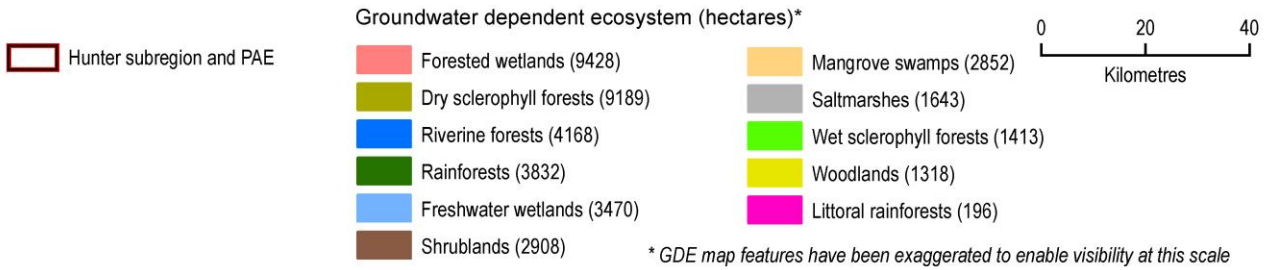 Groundwater dependent ecosystem (hectares)*
Hunter subregion and PAE
Forested wetlands (9428)
Dry sclerophyll forests (9189)
Riverine forests (4168)
Rainforests (3832)
Freshwater wetlands (3470)
Shrublands (2908)
Mangrove swamps (2852)
Saltmarshes (1643)
Wet sclerophyll forests (1413)
Woodlands (1318)
Littoral rainforests (196)
0 20 40
Kilometres
* GDE map features have been exaggerated to enable visibility at this scale